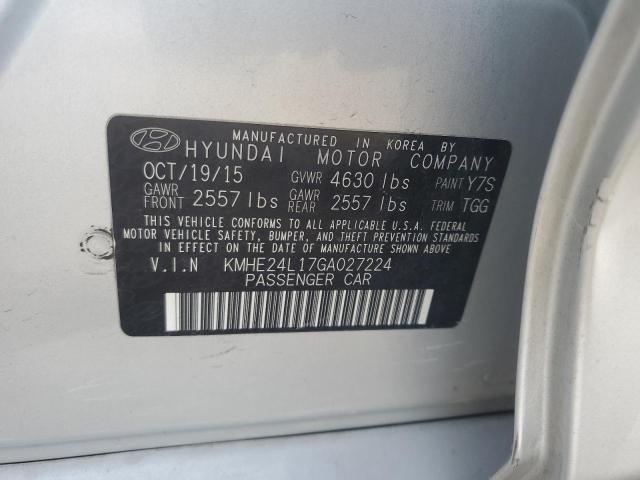 MANUFACTURED IN KOREA BY
HYUNDAI MOTOR COMPANY
OCT/19/15 GVWR 4630 lbs PAINT Y7S
GAWR FRONT 2557 lbs GAWR REAR 2557 lbs TRIM TGG
THIS VEHICLE CONFORMS TO ALL APPLICABLE U.S.A. FEDERAL
MOTOR VEHICLE SAFETY, BUMPER, AND THEFT PREVENTION STANDARDS
IN EFFECT ON THE DATE OF MANUFACTURE SHOWN ABOVE.
V.I.N KMHE24L17GA027224
PASSENGER CAR